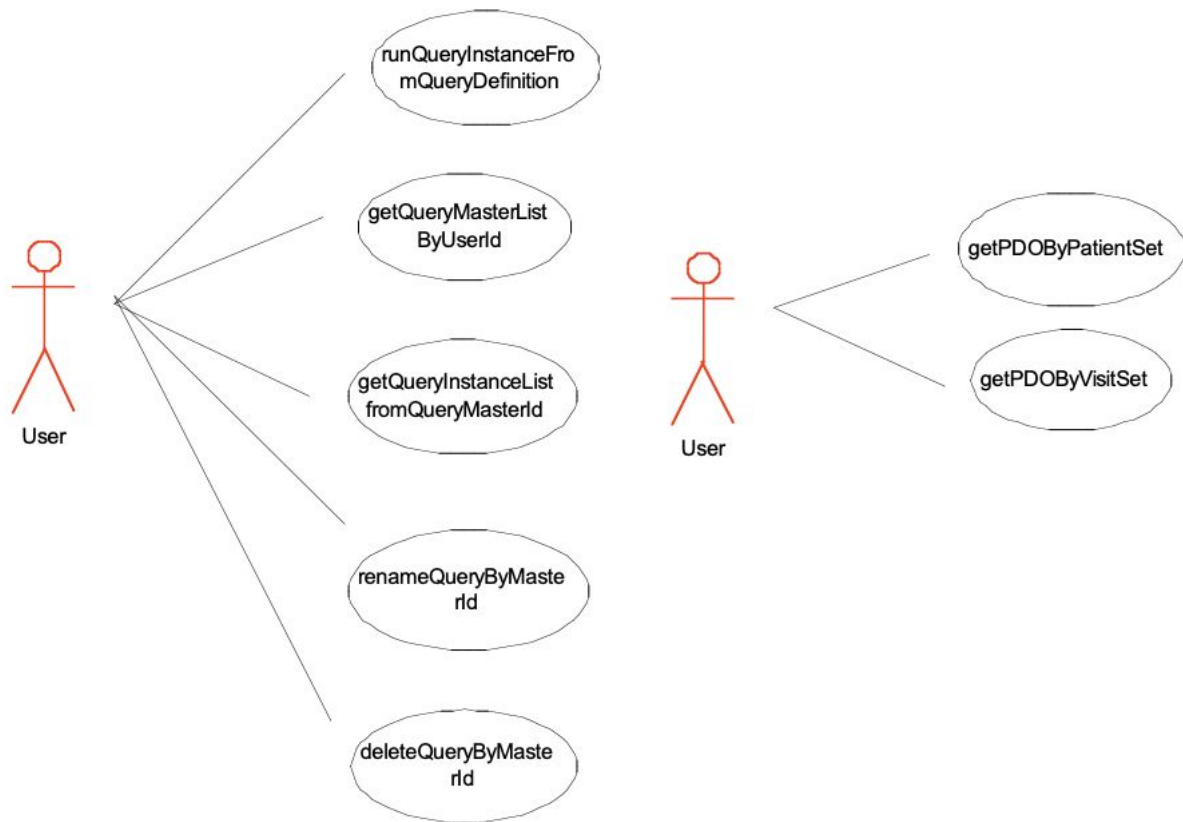 runQueryInstanceFro
mQueryDefinition
getQueryMasterList
ByUserId
getQueryInstanceList
fromQueryMasterId
User
renameQueryByMaste
rId
deleteQueryByMaste
rId
getPDOByPatientSet
getPDOByVisitSet
User